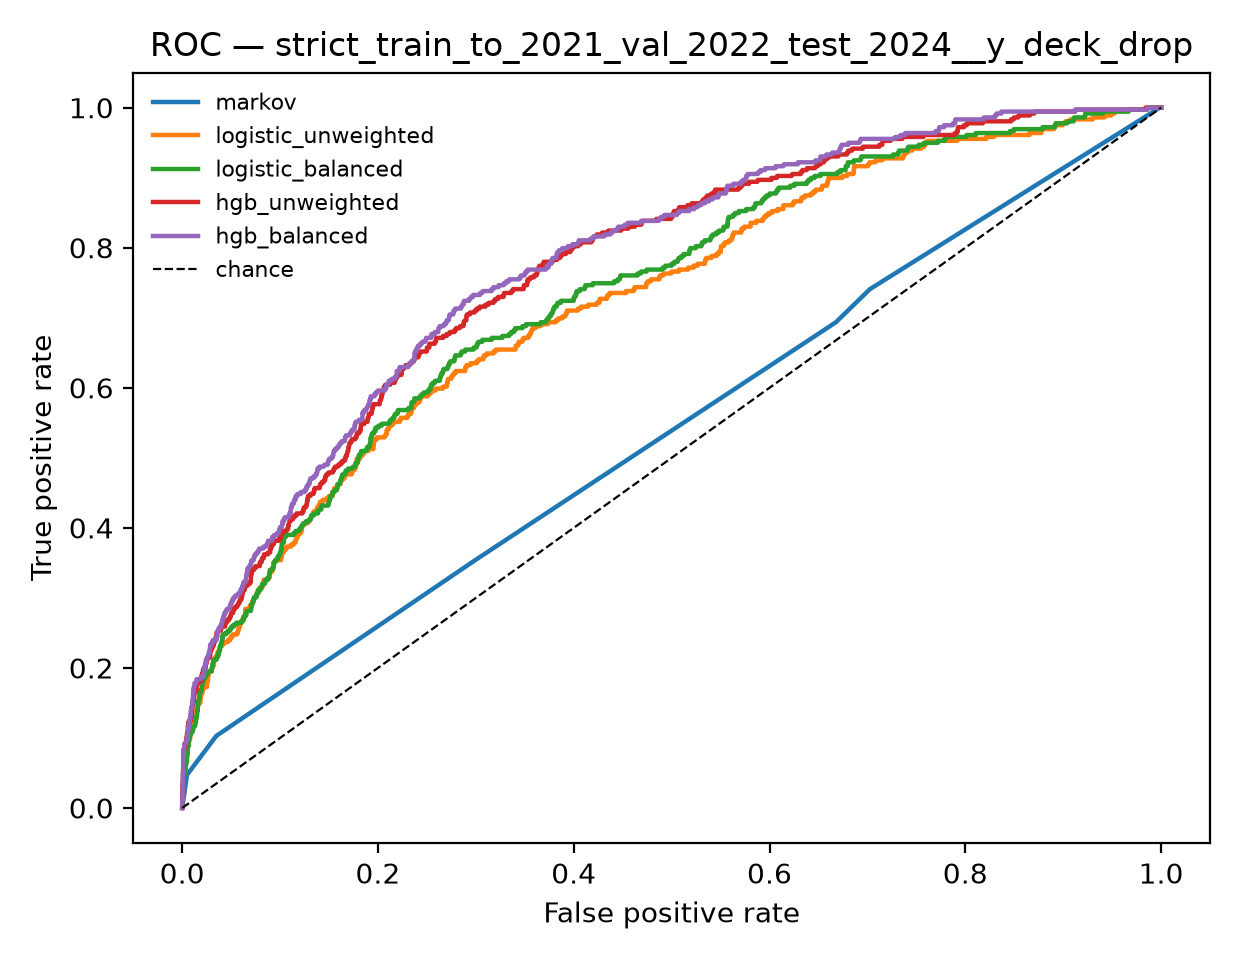 ROC — strict_train_to_2021_val_2022_test_2024__y_deck_drop
markov
logistic_unweighted
logistic_balanced
hgb_unweighted
hgb_balanced
chance
1.0
0.8
0.6
0.4
0.2
0.0
True positive rate
0.0 0.2 0.4 0.6 0.8 1.0
False positive rate